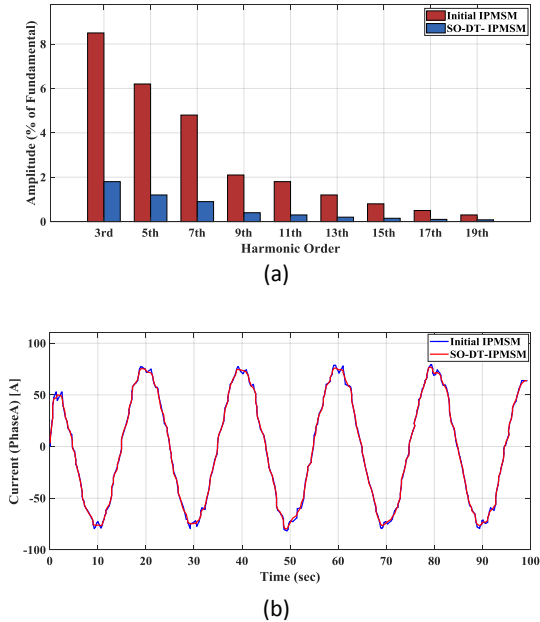 (a)
Initial IPMSM
SO-DT- IPMSM
Amplitude (% of Fundamental)
8
6
4
2
0
3rd 5th 7th 9th 11th 13th 15th 17th 19th
Harmonic Order
(a)
Initial IPMSM
SO-DT-IPMSM
Current (PhaseA) [A]
100
50
0
-50
-100
0 10 20 30 40 50 60 70 80 90 100
Time (sec)
(b)